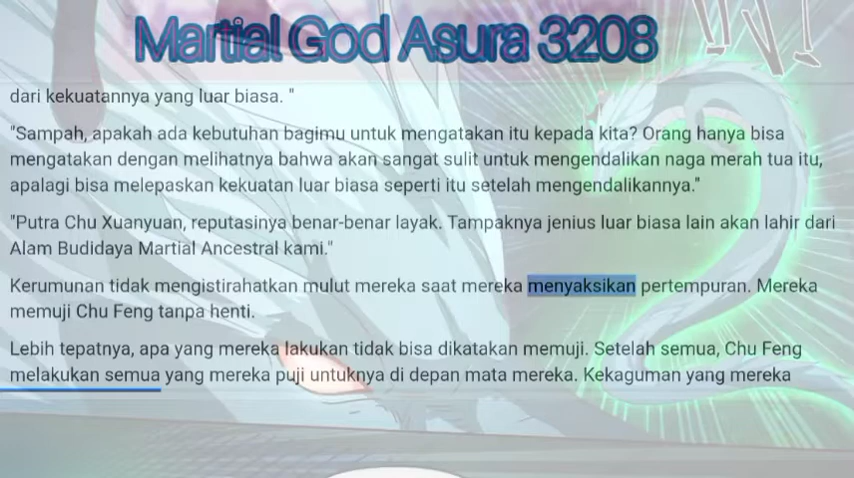 Martial God Asura 3208
dari kekuatannya yang luar biasa. "
"Sampah, apakah ada kebutuhan bagimu untuk mengatakan itu kepada kita? Orang hanya bisa
mengatakan dengan melihatnya bahwa akan sangat sulit untuk mengendalikan naga merah tua itu,
apalagi bisa melepaskan kekuatan luar biasa seperti itu setelah mengendalikannya."
"Putra Chu Xuanyuan, reputasinya benar-benar layak. Tampaknya jenius luar biasa lain akan lahir dari
Alam Budidaya Martial Ancestral kami."
Kerumunan tidak mengistirahatkan mulut mereka saat mereka menyaksikan pertempuran. Mereka
memuji Chu Feng tanpa henti.
Lebih tepatnya, apa yang mereka lakukan tidak bisa dikatakan memuji. Setelah semua, Chu Feng
melakukan semua yang mereka puji untuknya di depan mata mereka. Kekaguman yang mereka